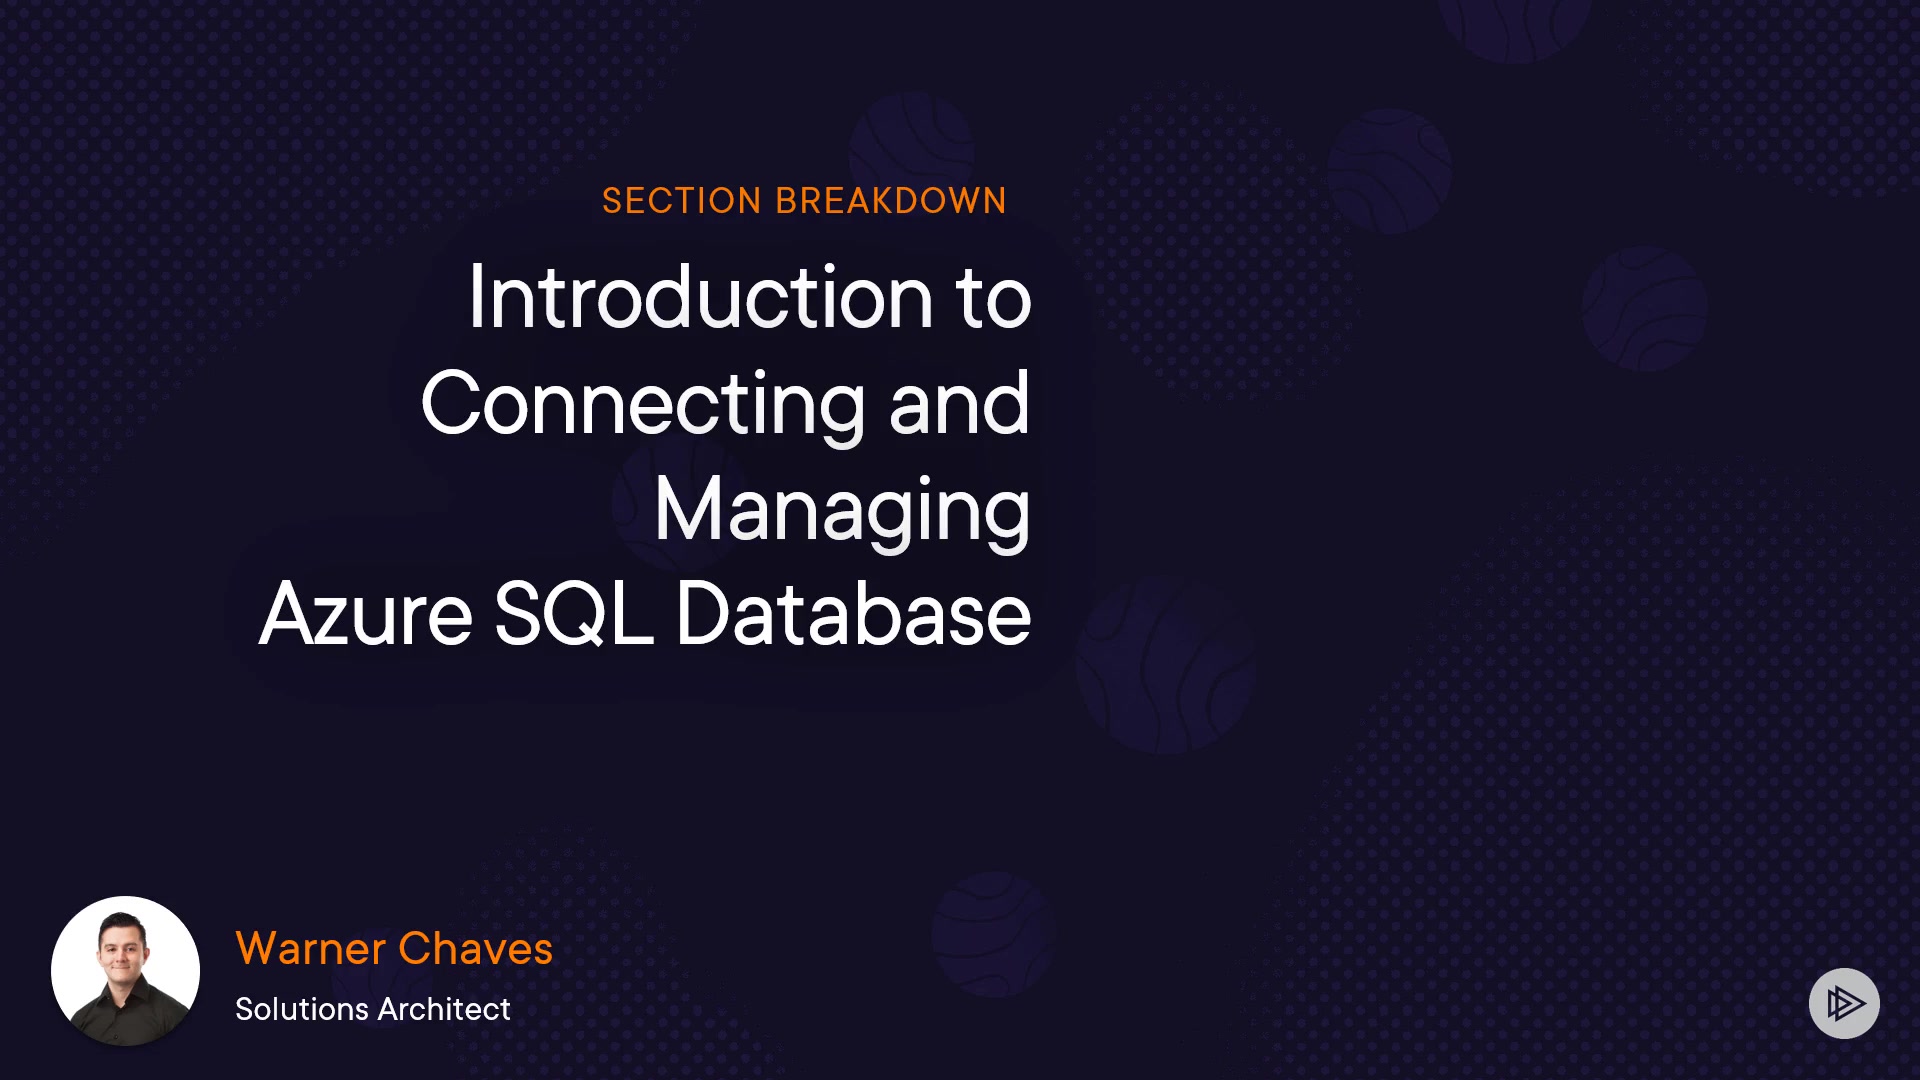 SECTION BREAKDOWN
Introduction to
Connecting and
Managing
Azure SQL Database
Warner Chaves
Solutions Architect